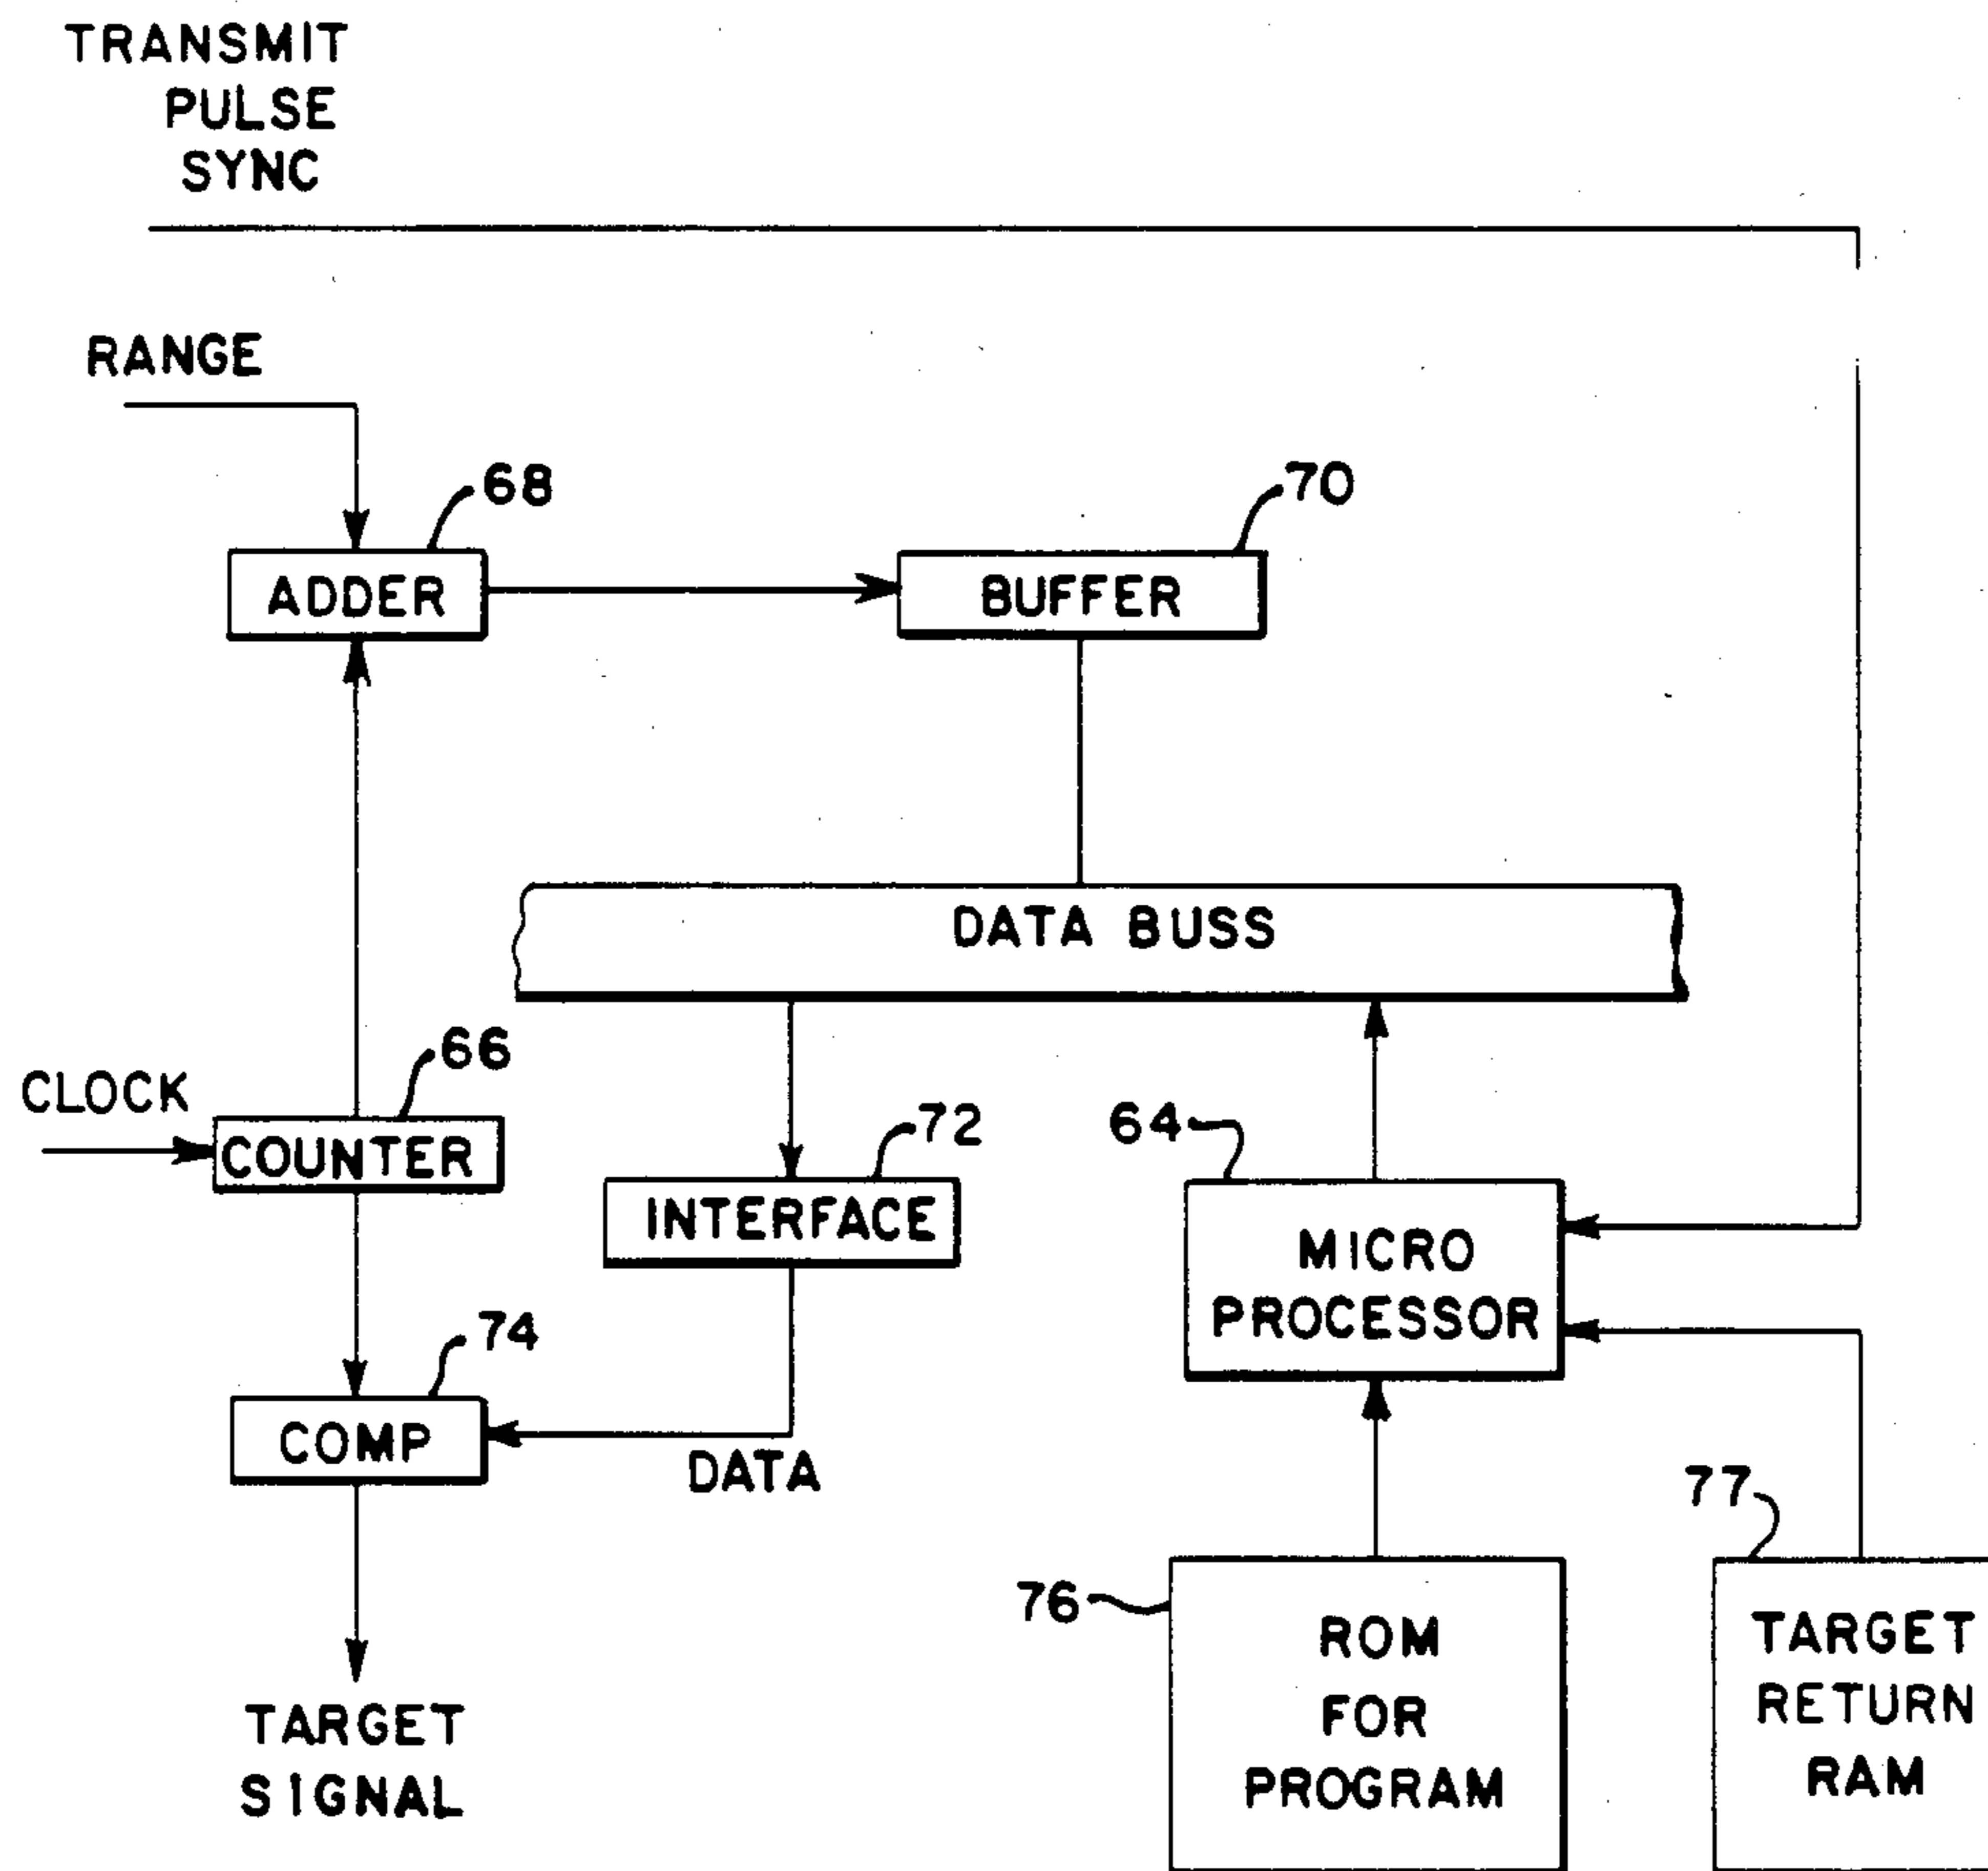 TRANSMIT
PULSE
SYNC
RANGE
68
70
ADDER
BUFFER
DATA BUSS
66
CLOCK
COUNTER
72
64
INTERFACE
MICRO
PROCESSOR
74
COMP
DATA
77
76
ROM
FOR
PROGRAM
TARGET
RETURN
RAM
TARGET
SIGNAL